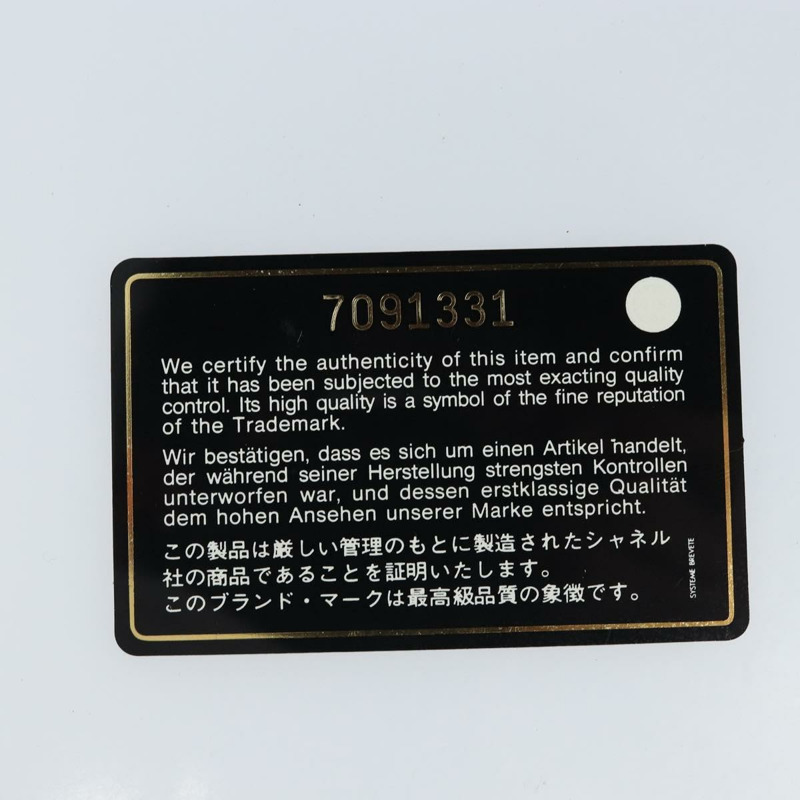 7091331
We certify the authenticity of this item and confirm
that it has been subjected to the most exacting quality
control. Its high quality is a symbol of the fine reputation
of the Trademark.
Wir bestätigen, dass es sich um einen Artikel handelt,
der während seiner Herstellung strengsten Kontrollen
unterworfen war, und dessen erstklassige Qualität
dem hohen Ansehen unserer Marke entspricht.
この製品は厳しい管理のもとに製造されたシャネル
社の商品であることを証明いたします。
このブランド・マークは最高級品質の象徴です。
SYSTEME BREVETE